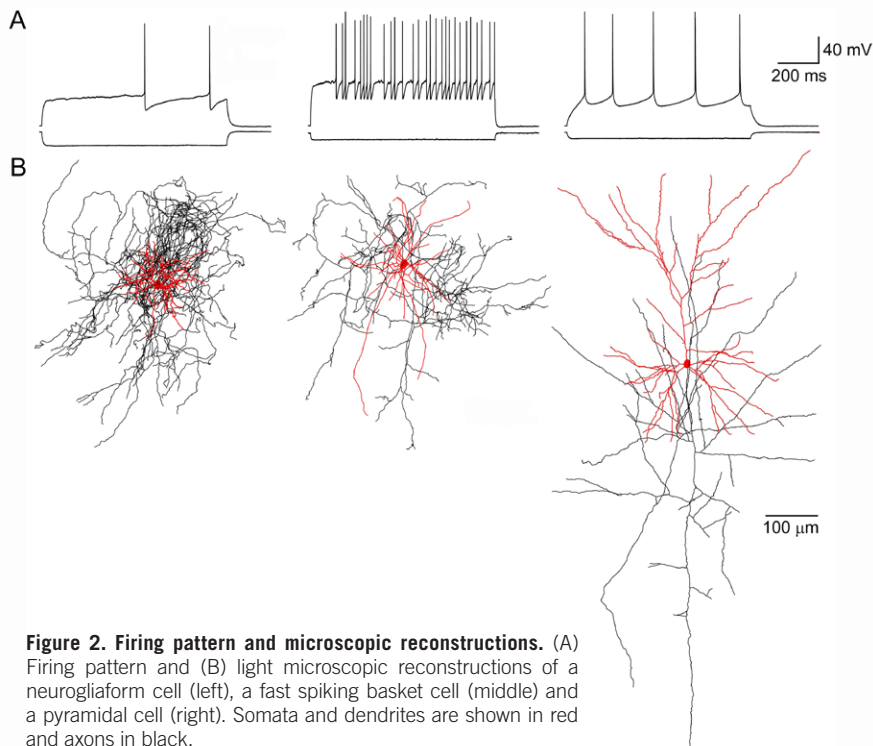 A
40 mV
200 ms
B
100 μm
Figure 2. Firing pattern and microscopic reconstructions. (A)
Firing pattern and (B) light microscopic reconstructions of a
neurogliaform cell (left), a fast spiking basket cell (middle) and
a pyramidal cell (right). Somata and dendrites are shown in red
and axons in black.